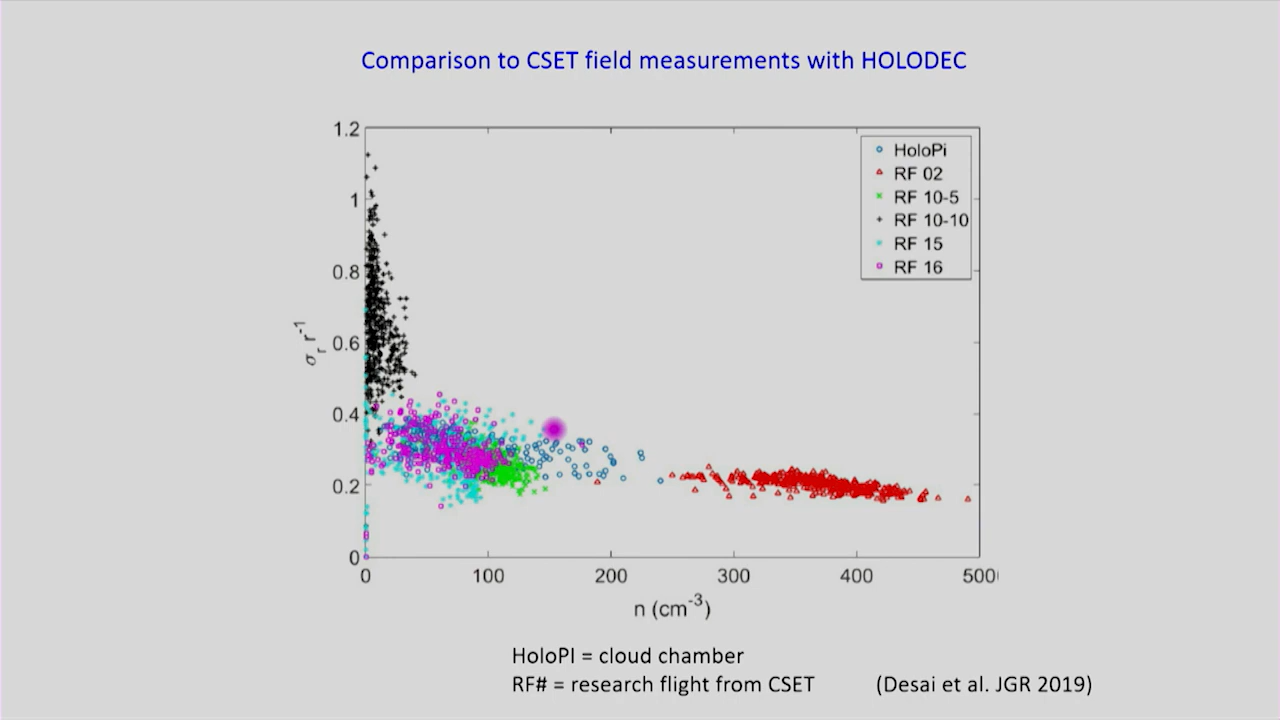 Comparison to CSET field measurements with HOLODEC
1.2
1
0.8
0.6
0.4
0.2
0
σr r-1
HoloPi
RF 02
RF 10-5
RF 10-10
RF 15
RF 16
0 100 200 300 400 500
n (cm-3)
HoloPI = cloud chamber
RF# = research flight from CSET (Desai et al. JGR 2019)